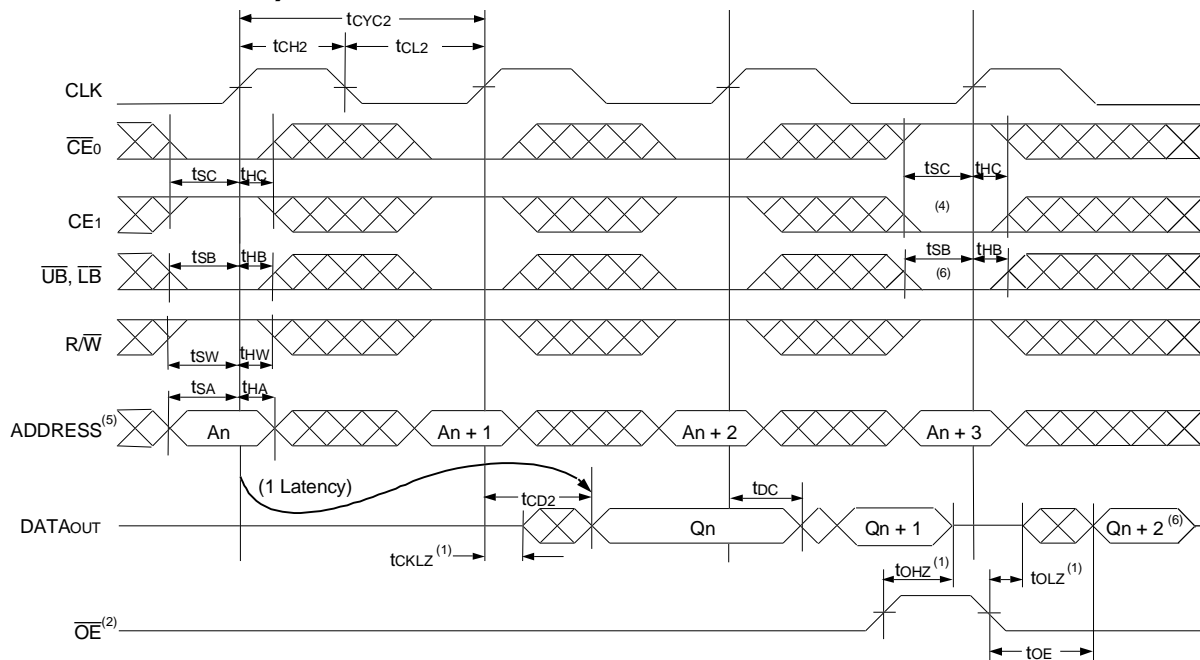 tCYC2
tCH2 tCL2
CLK
CE0
tSC tHC tSC tHC
CE1 (4)
tSB tHB tSB tHB
UB, LB (6)
R/W
tSW tHW
tSA tHA
ADDRESS(5) An An + 1 An + 2 An + 3
(1 Latency) tCD2 tDC
DATAOUT Qn Qn + 1 Qn + 2(6)
tCKLZ(1) tOHZ(1) tOLZ(1)
OE(2)
tOE